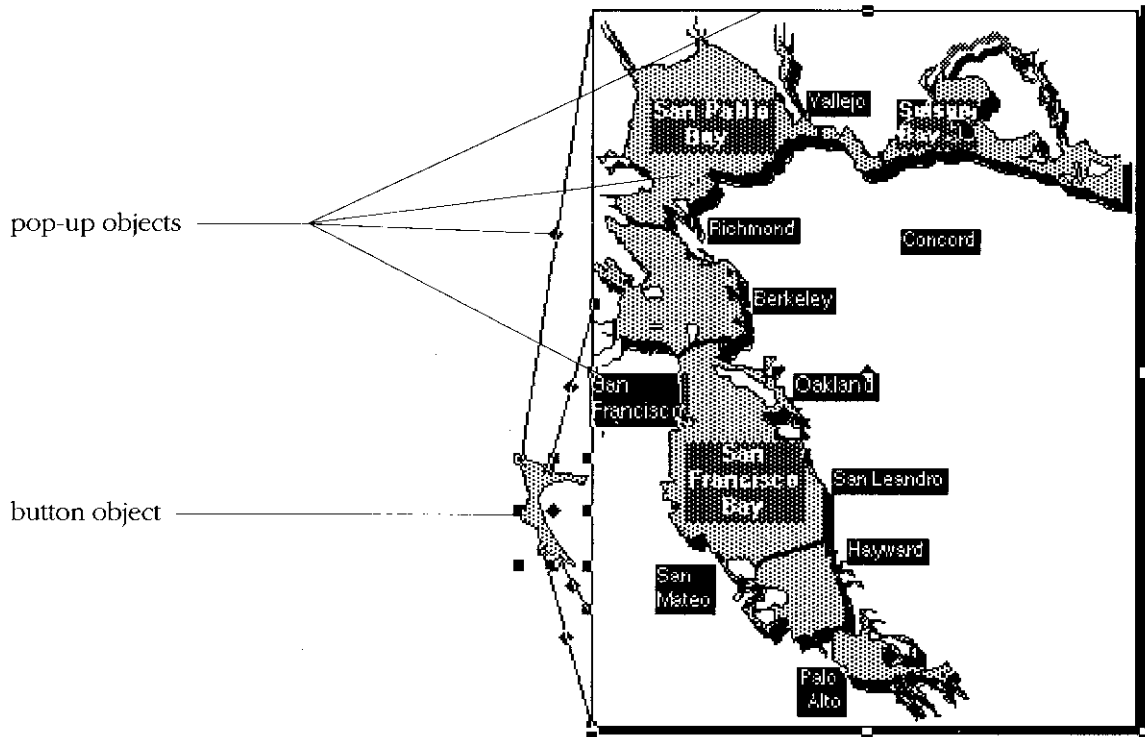 San Pablo
Bay
Vallejo
Suisun
Bay
pop-up objects
Richmond
Concord
Berkeley
San
Francisco
Oakland
San
Francisco
Bay
San Leandro
button object
Hayward
San
Mateo
Palo
Alto